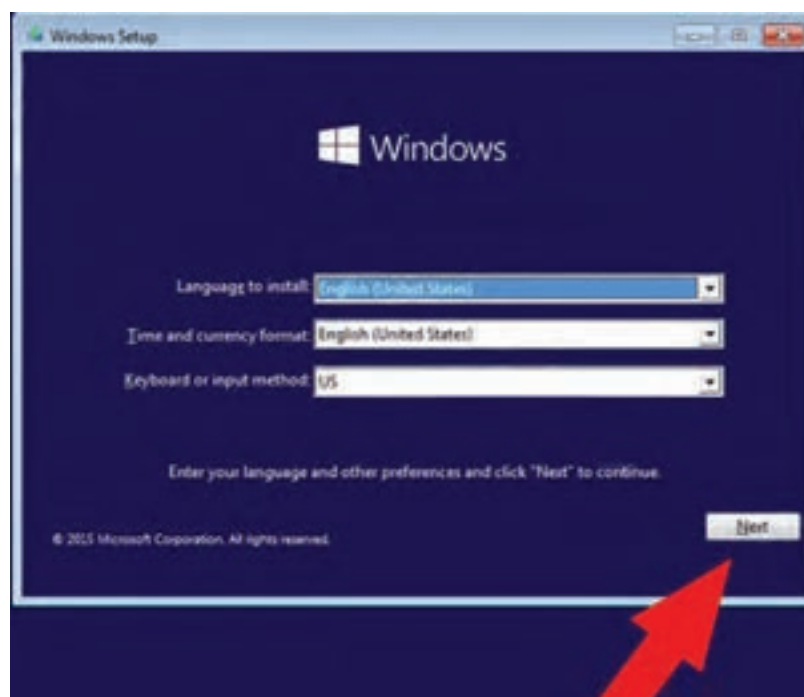 Windows Setup
Windows
Language to install: English (United States)
Time and currency format: English (United States)
Keyboard or input method: US
Enter your language and other preferences and click "Next" to continue.
© 2015 Microsoft Corporation. All rights reserved.
Next